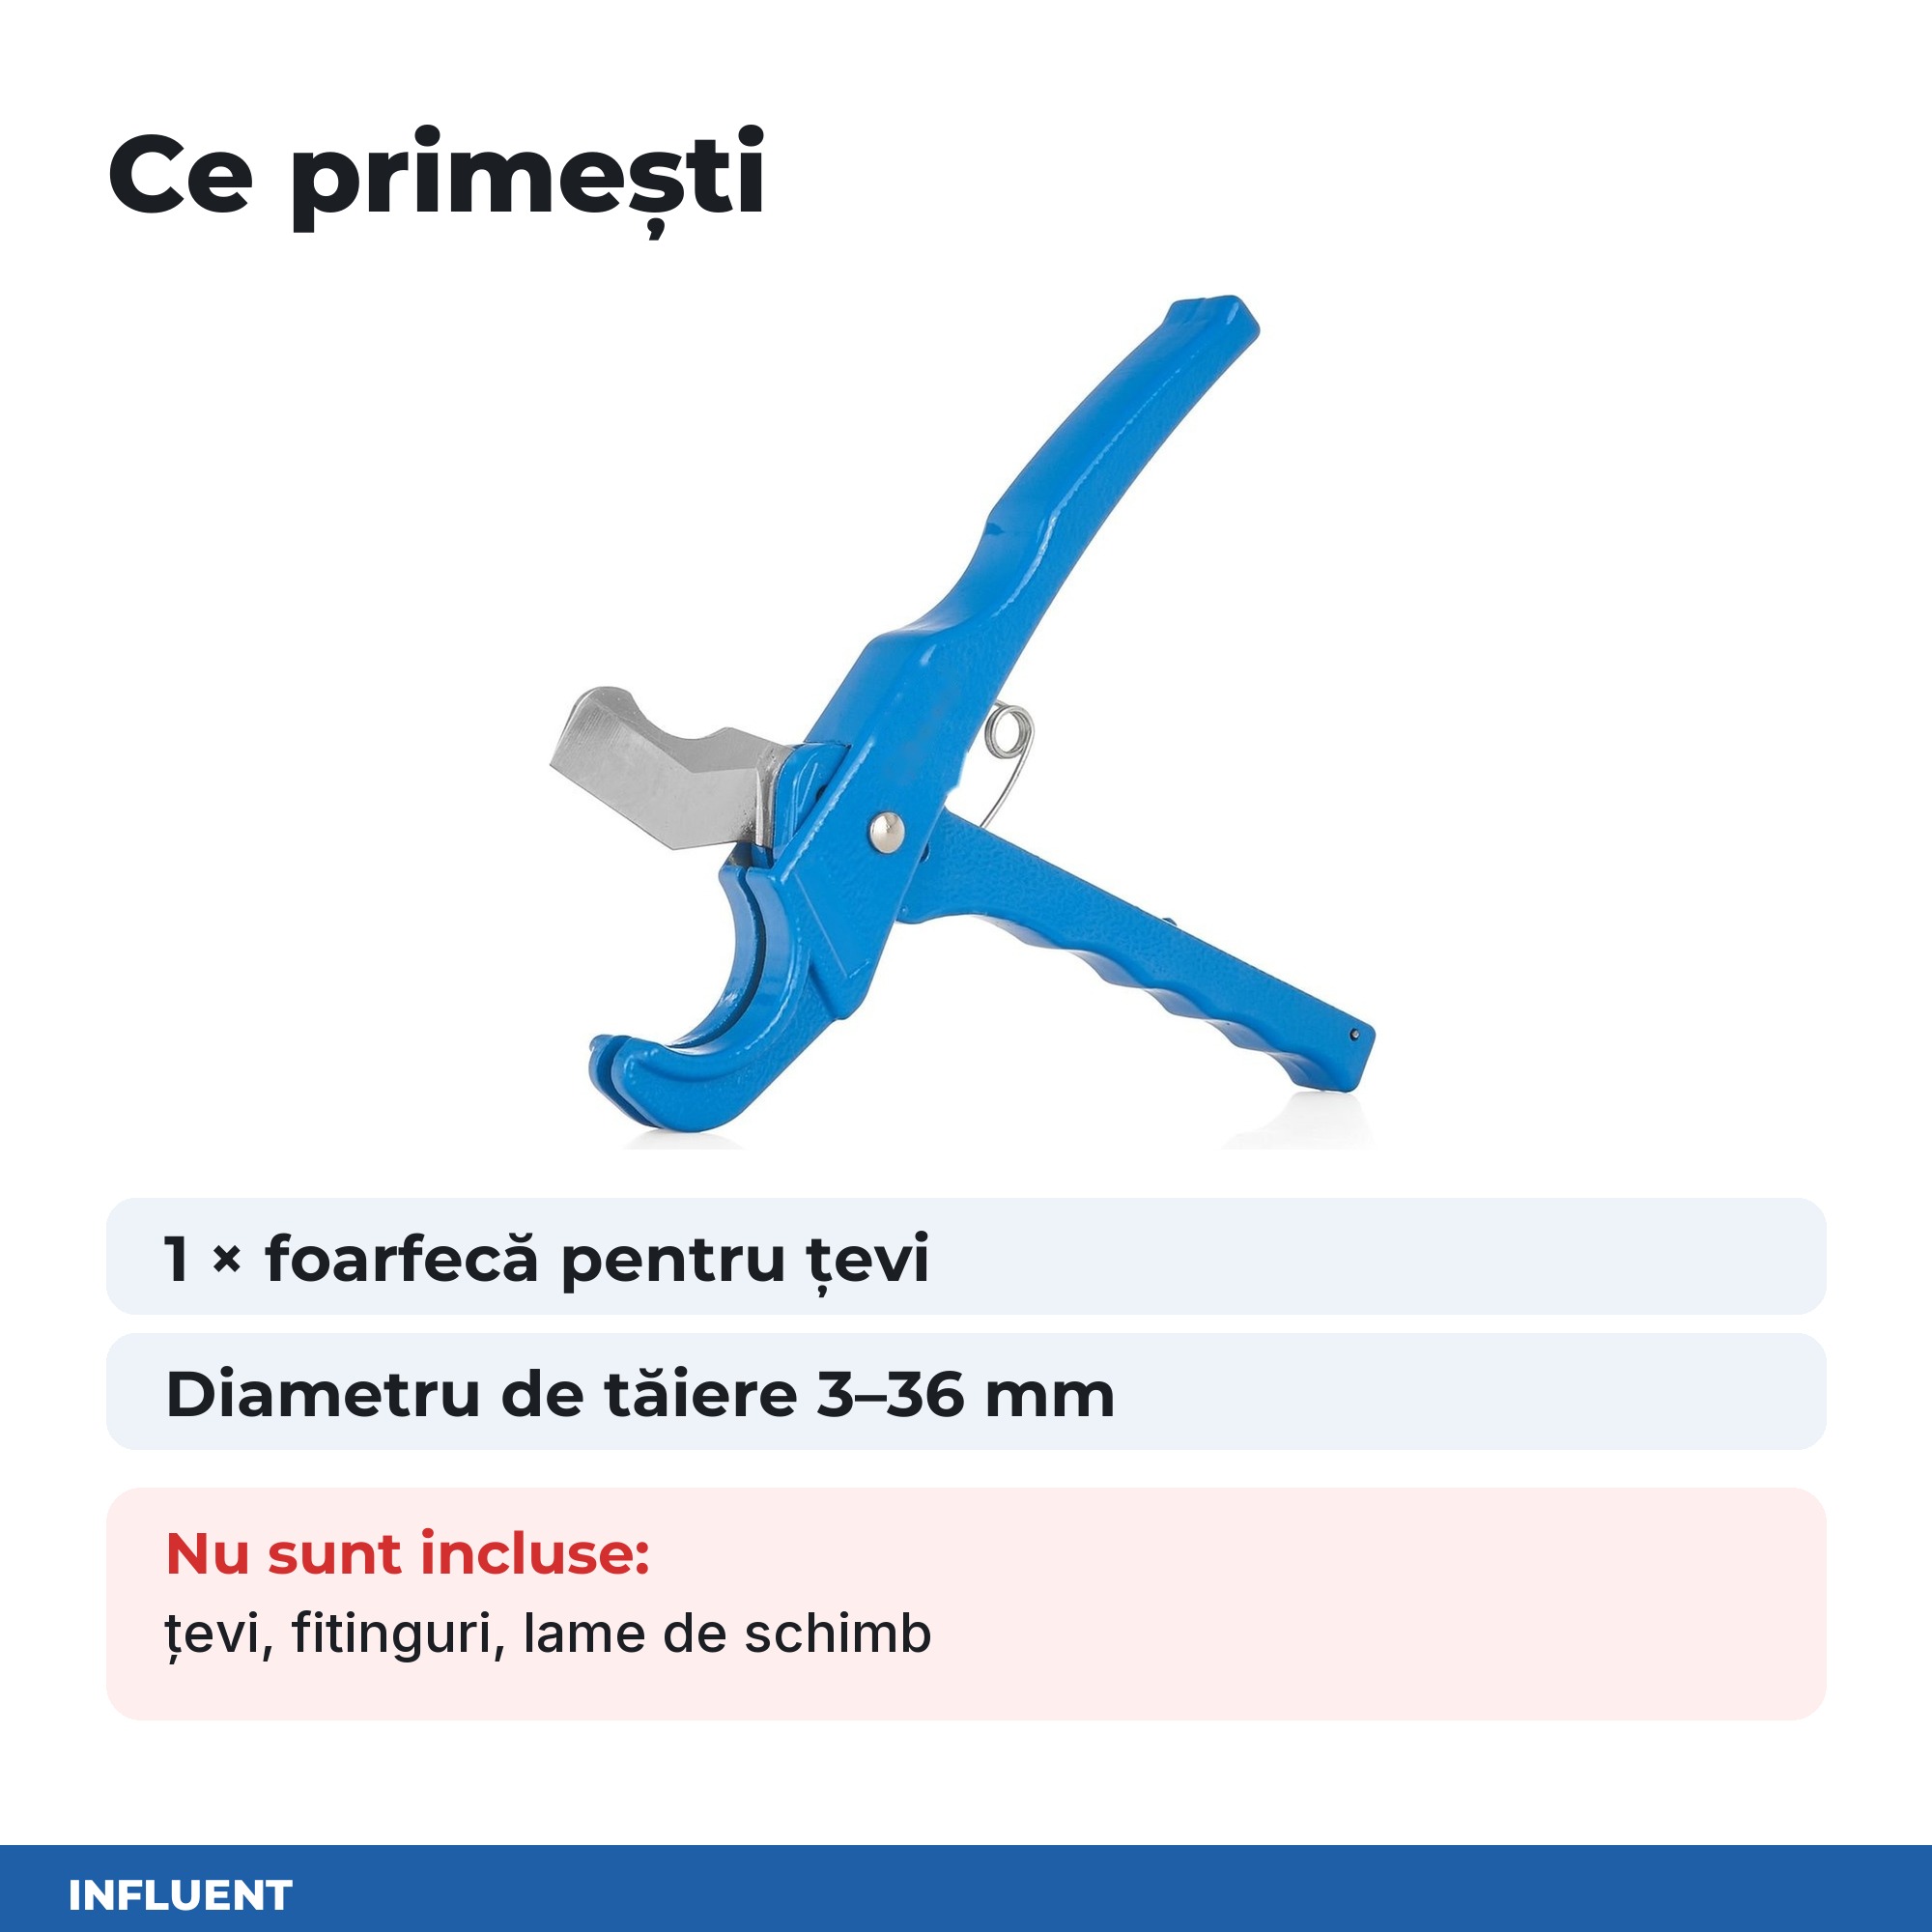 Ce primești
1 × foarfecă pentru țevi
Diametru de tăiere 3–36 mm
Nu sunt incluse:
țevi, fitinguri, lame de schimb
INFLUENT